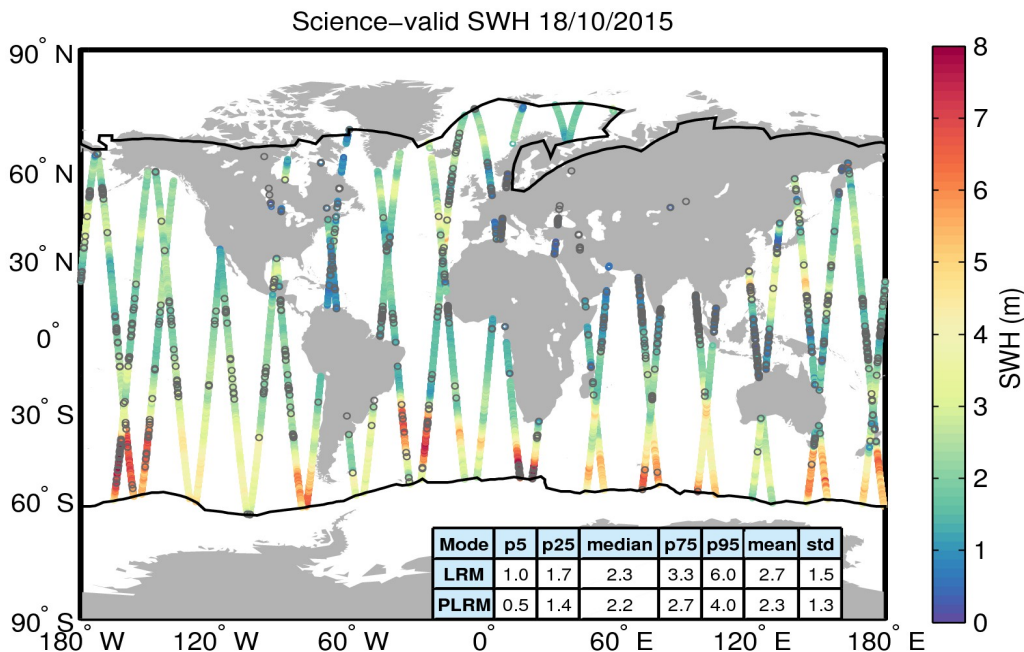 Science−valid SWH 18/10/2015
90° N
60° N
30° N
0°
30° S
60° S
90° S
180° W 120° W 60° W 0° 60° E 120° E 180° E
Mode p5 p25 median p75 p95 mean std
LRM 1.0 1.7 2.3 3.3 6.0 2.7 1.5
PLRM 0.5 1.4 2.2 2.7 4.0 2.3 1.3
8
7
6
5
4
3
2
1
0
SWH (m)